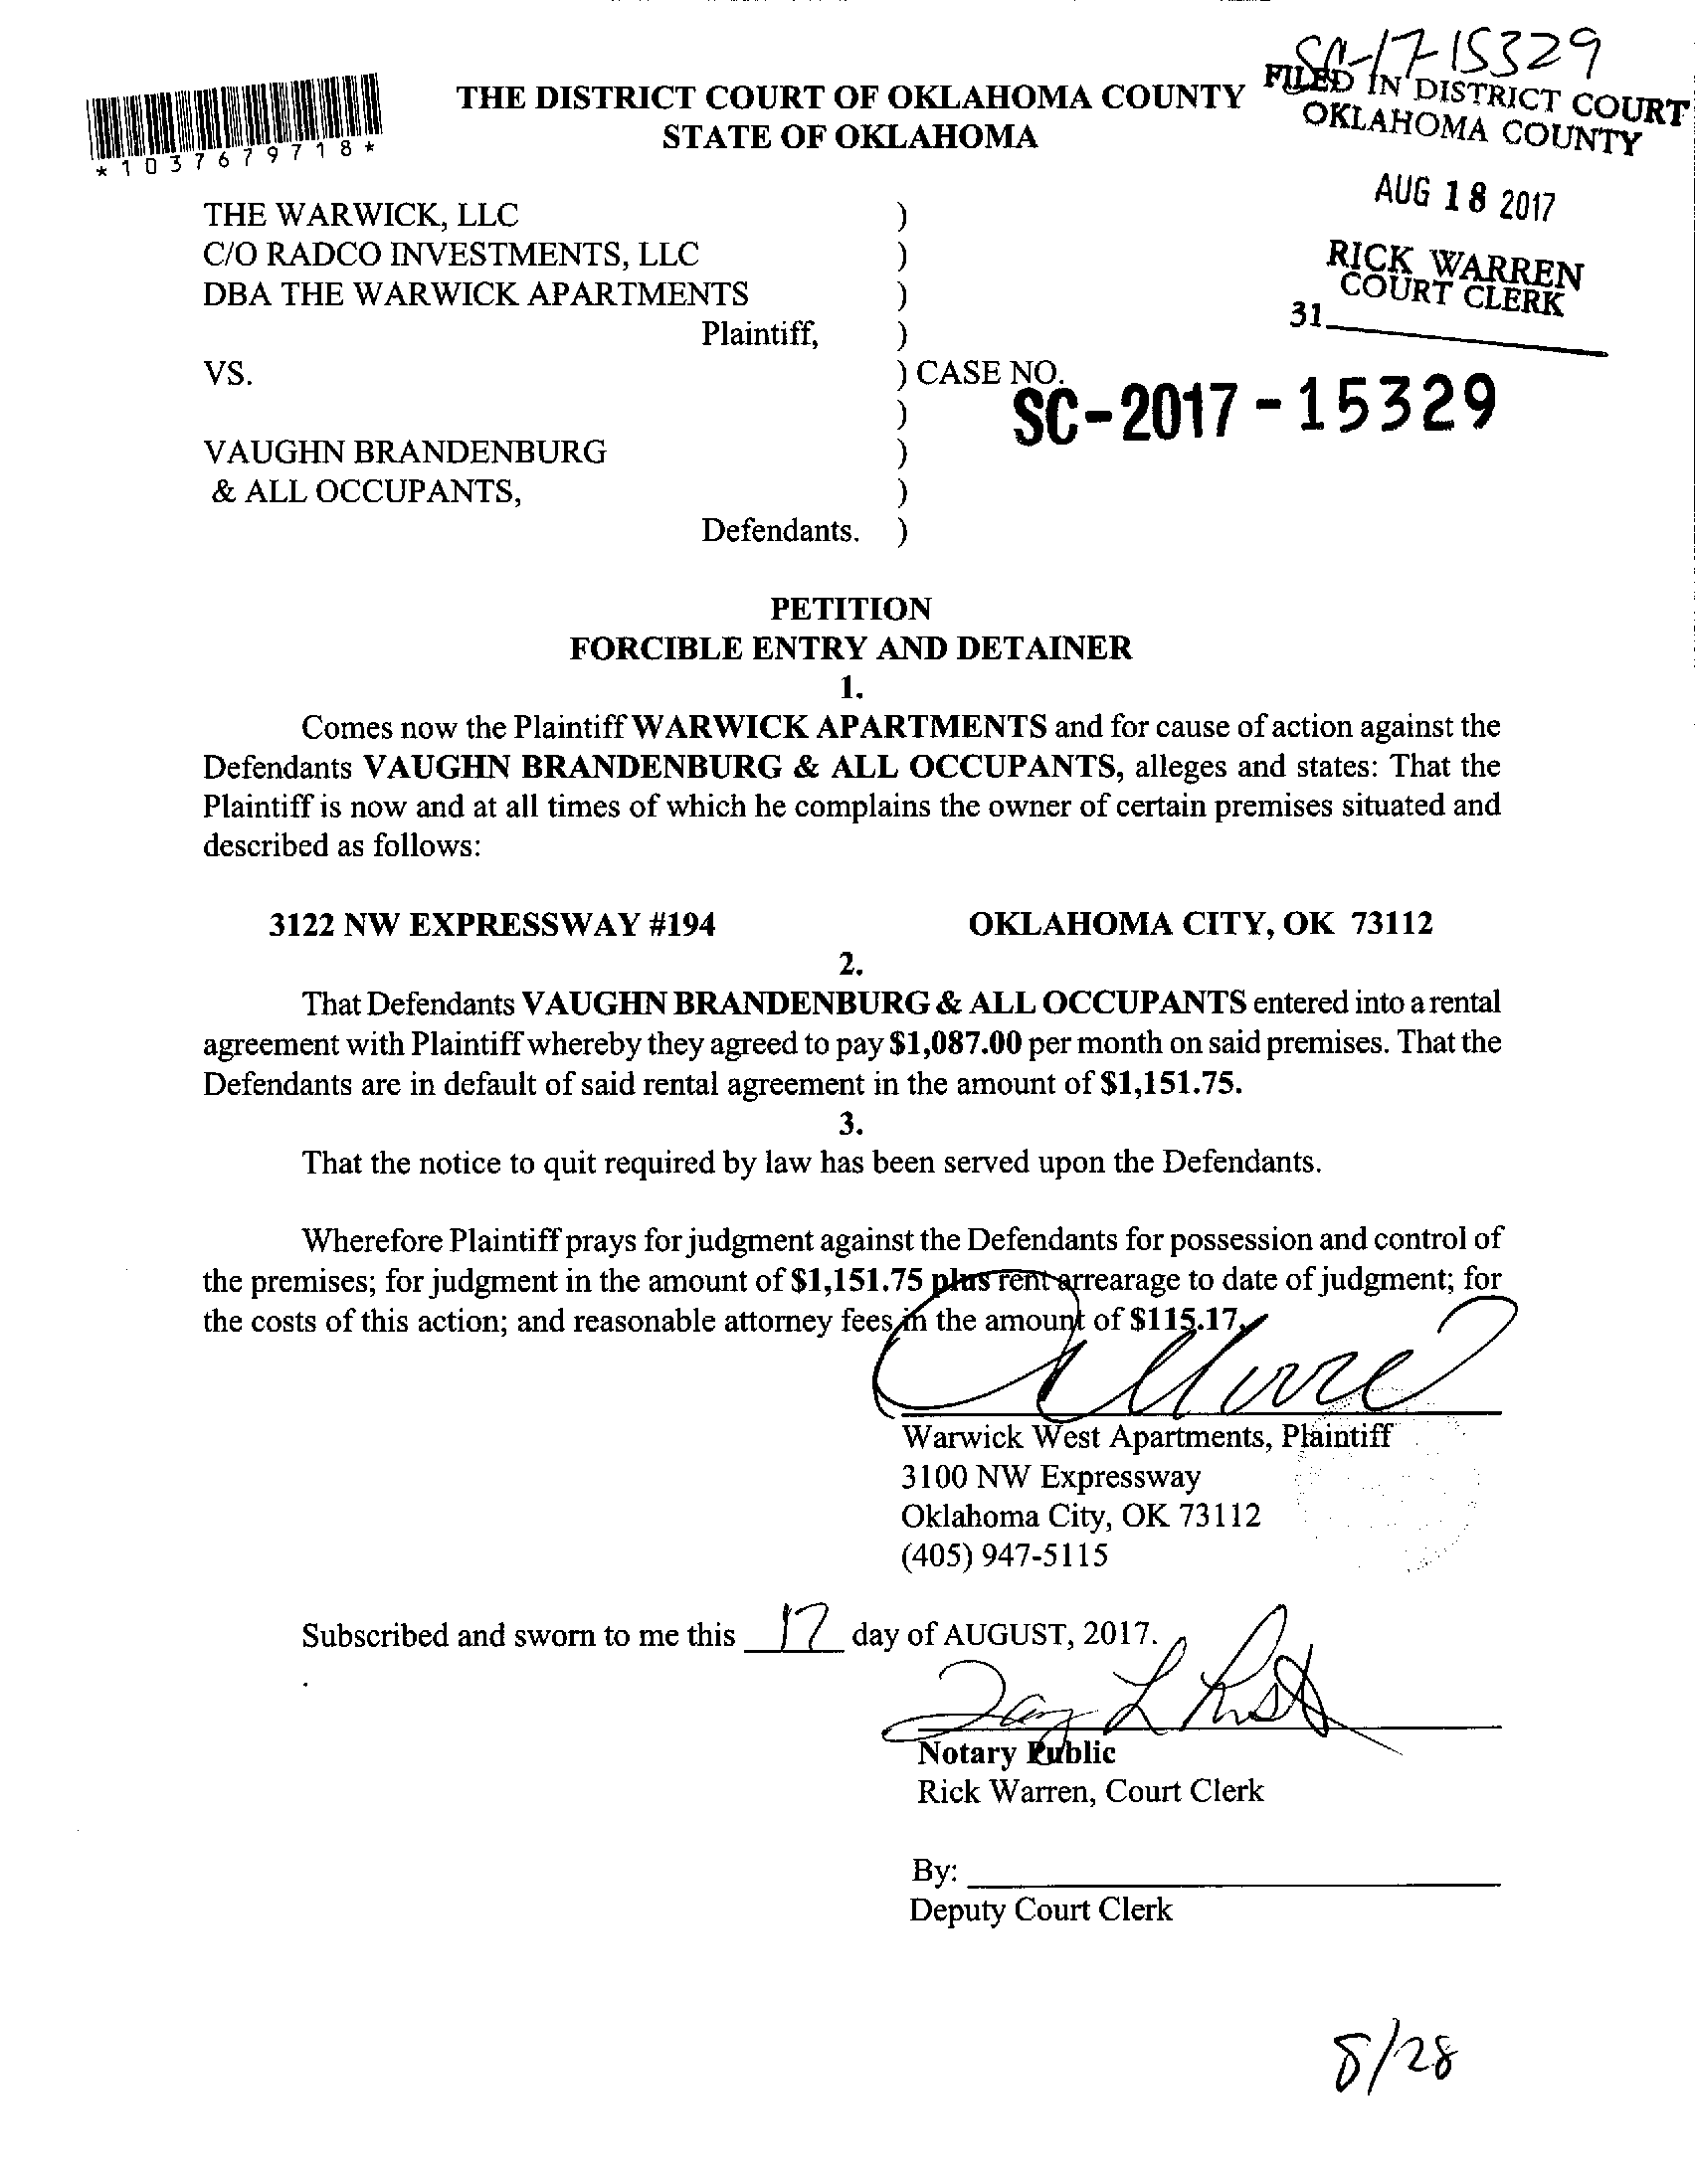 SC-17-15329
FILED IN DISTRICT COURT
OKLAHOMA COUNTY
*1037679718*
THE DISTRICT COURT OF OKLAHOMA COUNTY
STATE OF OKLAHOMA
AUG 18 2017
RICK WARREN
COURT CLERK
31
THE WARWICK, LLC )
C/O RADCO INVESTMENTS, LLC )
DBA THE WARWICK APARTMENTS )
Plaintiff, )
VS. ) CASE NO.
) SC-2017-15329
VAUGHN BRANDENBURG )
& ALL OCCUPANTS, )
Defendants. )
PETITION
FORCIBLE ENTRY AND DETAINER
1.
Comes now the Plaintiff WARWICK APARTMENTS and for cause of action against the
Defendants VAUGHN BRANDENBURG & ALL OCCUPANTS, alleges and states: That the
Plaintiff is now and at all times of which he complains the owner of certain premises situated and
described as follows:
3122 NW EXPRESSWAY #194 OKLAHOMA CITY, OK 73112
2.
That Defendants VAUGHN BRANDENBURG & ALL OCCUPANTS entered into a rental
agreement with Plaintiff whereby they agreed to pay $1,087.00 per month on said premises. That the
Defendants are in default of said rental agreement in the amount of $1,151.75.
3.
That the notice to quit required by law has been served upon the Defendants.
Wherefore Plaintiff prays for judgment against the Defendants for possession and control of
the premises; for judgment in the amount of $1,151.75 plus rent arrearage to date of judgment; for
the costs of this action; and reasonable attorney fees in the amount of $115.17.
Warwick West Apartments, Plaintiff
3100 NW Expressway
Oklahoma City, OK 73112
(405) 947-5115
Subscribed and sworn to me this 17 day of AUGUST, 2017.
Notary Public
Rick Warren, Court Clerk
By:
Deputy Court Clerk
8/28